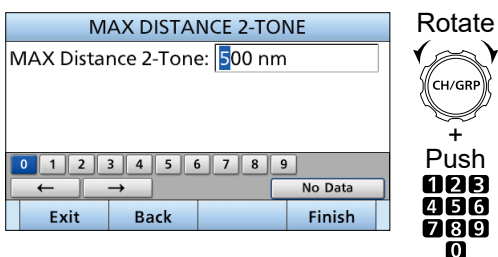 MAX DISTANCE 2-TONE
MAX Distance 2-Tone: 500 nm
0 1 2 3 4 5 6 7 8 9
← → No Data
Exit Back Finish
Rotate
CH/GRP
+
Push
1 2 3
4 5 6
7 8 9
0